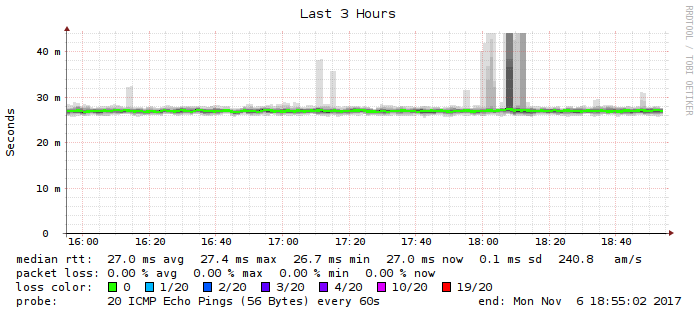 Last 3 Hours
RRDTOOL / TOBI OETIKER
Seconds
40 m
30 m
20 m
10 m
0
16:00 16:20 16:40 17:00 17:20 17:40 18:00 18:20 18:40
median rtt: 27.0 ms avg 27.4 ms max 26.7 ms min 27.0 ms now 0.1 ms sd 240.8 am/s
packet loss: 0.00 % avg 0.00 % max 0.00 % min 0.00 % now
loss color: 0 1/20 2/20 3/20 4/20 10/20 19/20
probe: 20 ICMP Echo Pings (56 Bytes) every 60s end: Mon Nov 6 18:55:02 2017